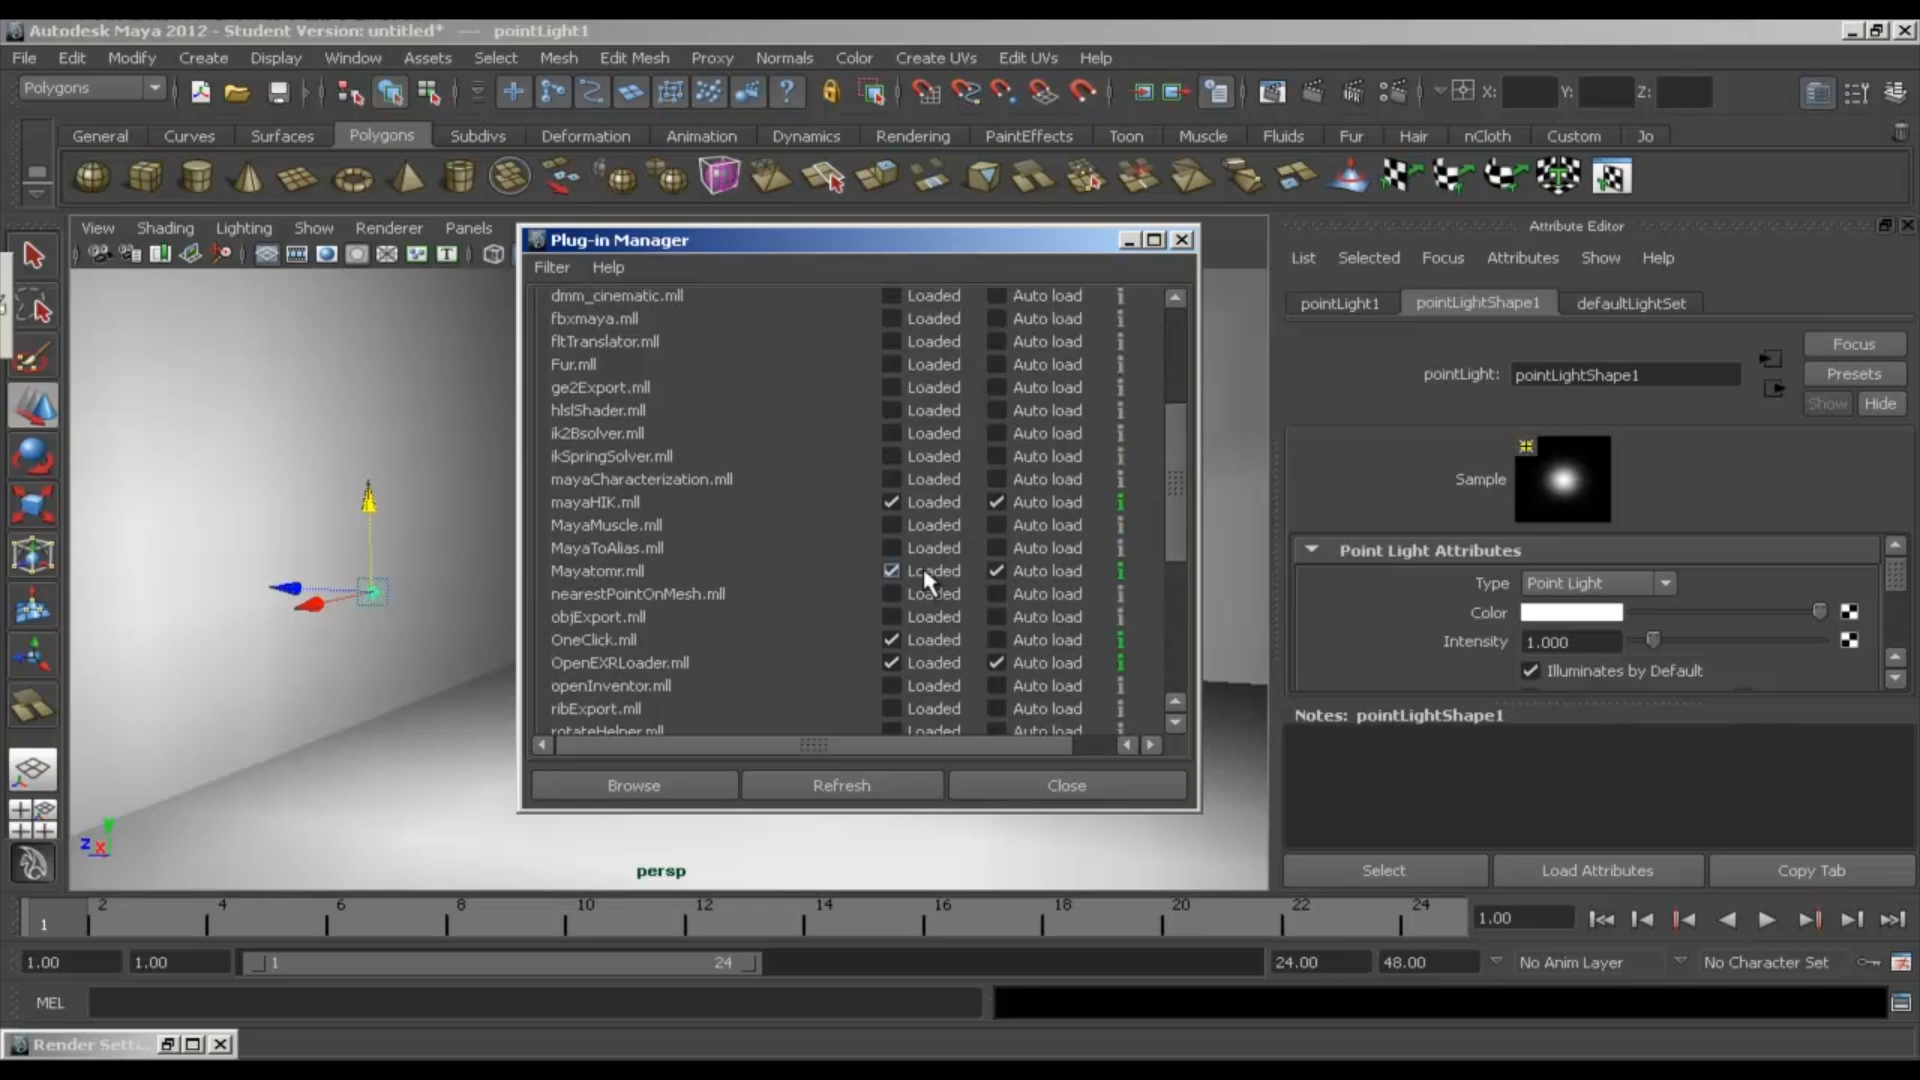 Autodesk Maya 2012 - Student Version: untitled* --- pointLight1
File Edit Modify Create Display Window Assets Select Mesh Edit Mesh Proxy Normals Color Create UVs Edit UVs Help
Polygons X: Y: Z:
General Curves Surfaces Polygons Subdivs Deformation Animation Dynamics Rendering PaintEffects Toon Muscle Fluids Fur Hair nCloth Custom Jo
View Shading Lighting Show Renderer Panels
Plug-in Manager
Filter Help
dmm_cinematic.mll Loaded Auto load i
fbxmaya.mll Loaded Auto load i
fltTranslator.mll Loaded Auto load i
Fur.mll Loaded Auto load i
ge2Export.mll Loaded Auto load i
hlslShader.mll Loaded Auto load i
ik2Bsolver.mll Loaded Auto load i
ikSpringSolver.mll Loaded Auto load i
mayaCharacterization.mll Loaded Auto load i
mayaHIK.mll Loaded Auto load i
MayaMuscle.mll Loaded Auto load i
MayaToAlias.mll Loaded Auto load i
Mayatomr.mll Loaded Auto load i
nearestPointOnMesh.mll Loaded Auto load i
objExport.mll Loaded Auto load i
OneClick.mll Loaded Auto load i
OpenEXRLoader.mll Loaded Auto load i
openInventor.mll Loaded Auto load i
ribExport.mll Loaded Auto load i
rotateHelper.mll Loaded Auto load i
Browse Refresh Close
Attribute Editor
List Selected Focus Attributes Show Help
pointLight1 pointLightShape1 defaultLightSet
Focus
pointLight: pointLightShape1
Presets
Show Hide
Sample
Point Light Attributes
Type Point Light
Color
Intensity 1.000
Illuminates by Default
Notes: pointLightShape1
Select Load Attributes Copy Tab
y
z x
persp
2 4 6 8 10 12 14 16 18 20 22 24
1
1.00
1.00 1.00 1 24 24.00 48.00 No Anim Layer No Character Set
MEL
Render Setti...